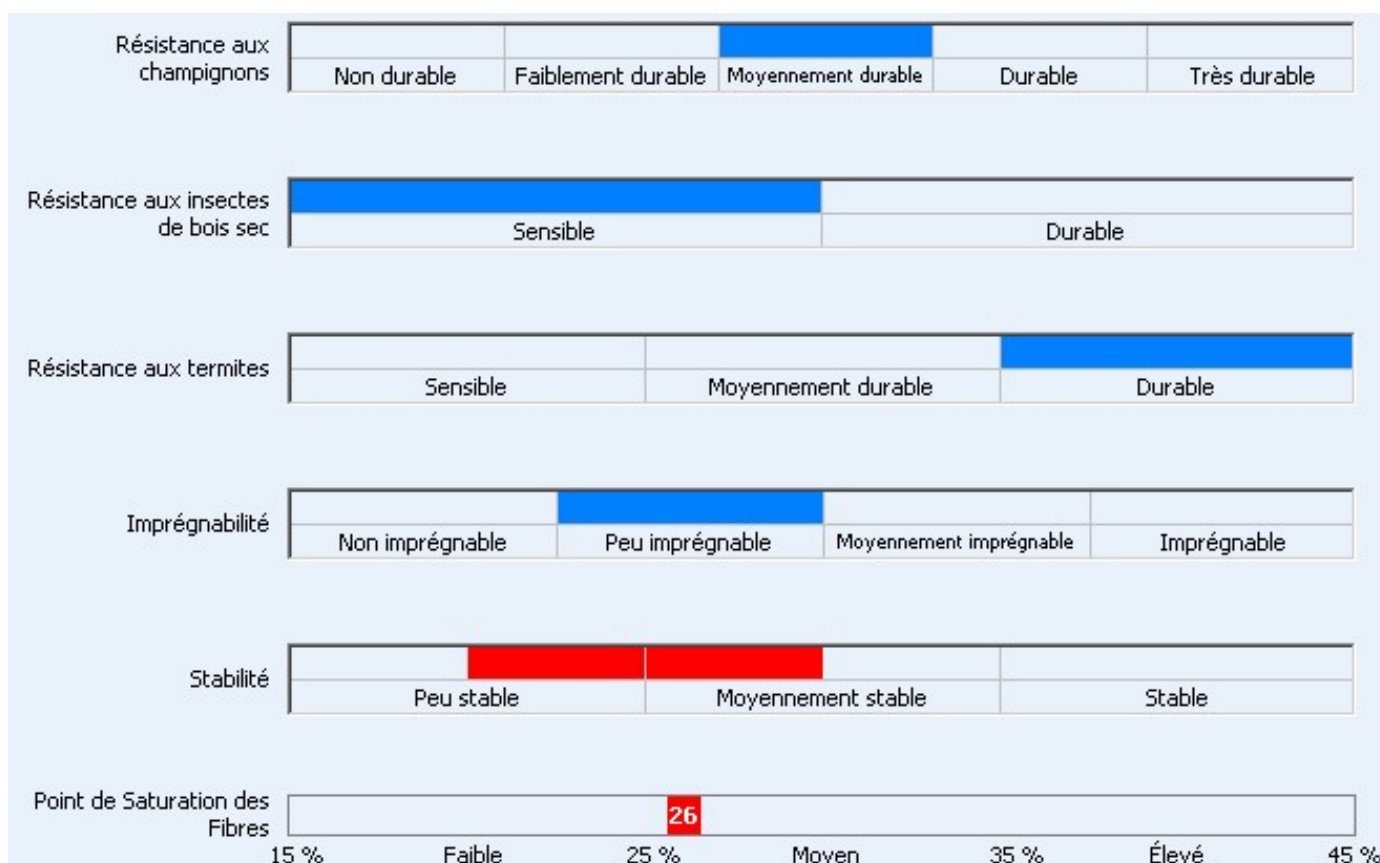 Résistance aux
champignons
Non durable Faiblement durable Moyennement durable Durable Très durable
Résistance aux insectes
de bois sec
Sensible Durable
Résistance aux termites
Sensible Moyennement durable Durable
Imprégnabilité
Non imprégnable Peu imprégnable Moyennement imprégnable Imprégnable
Stabilité
Peu stable Moyennement stable Stable
Point de Saturation des
Fibres
26
15 % Faible 25 % Moyen 35 % Élevé 45 %